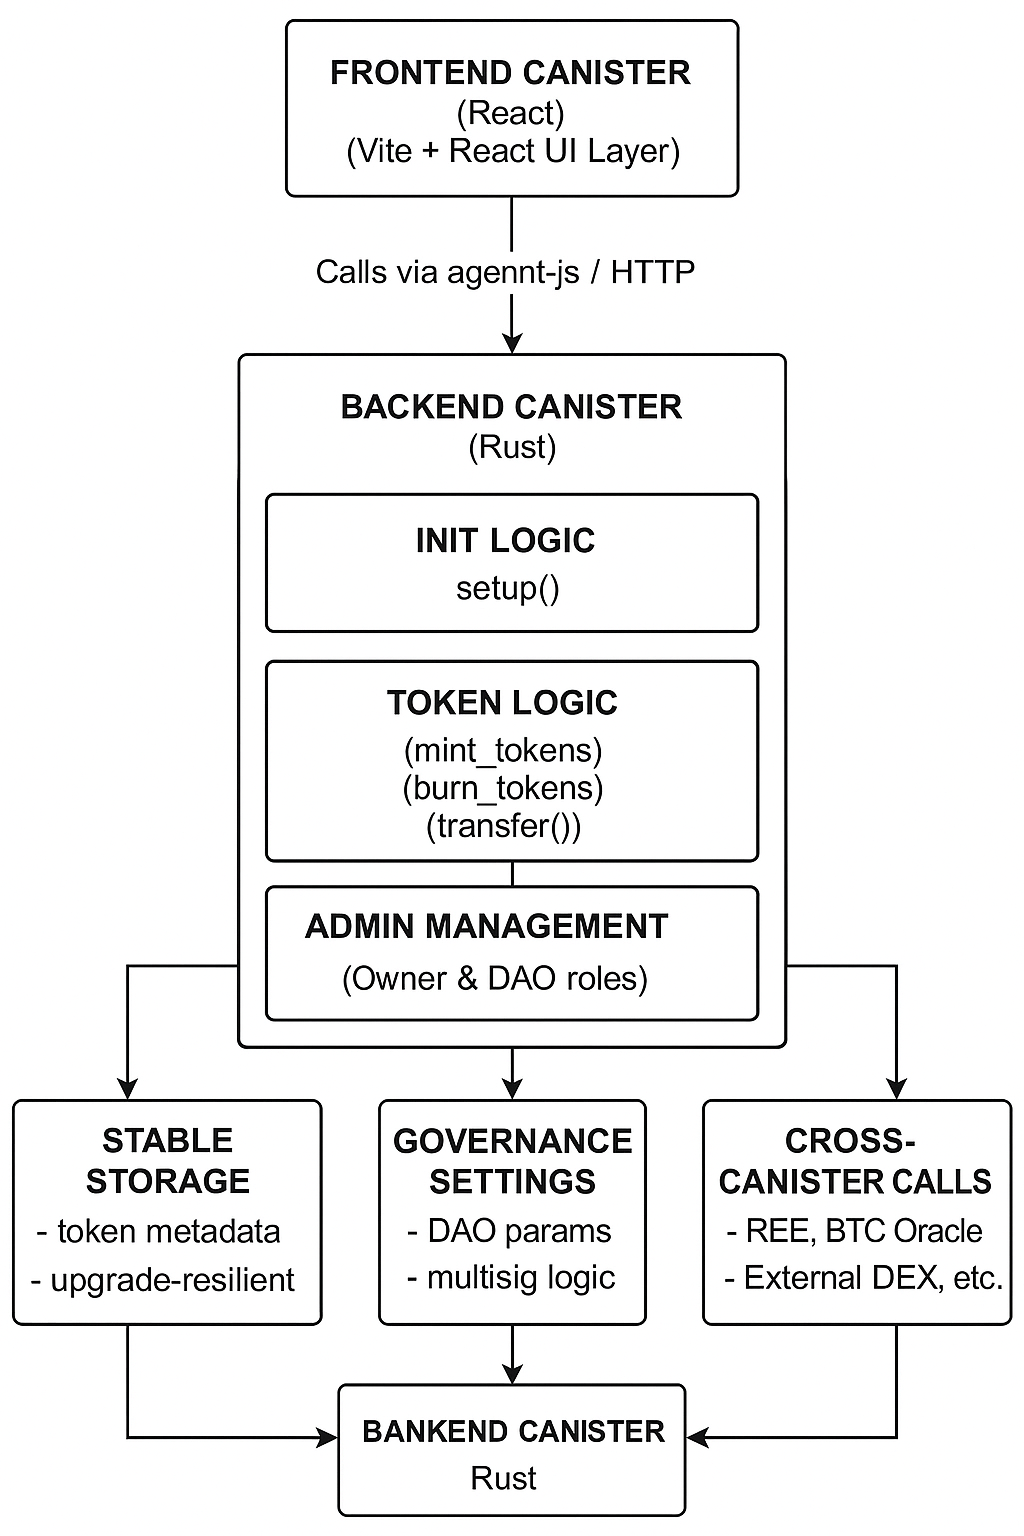 FRONTEND CANISTER
(React)
(Vite + React UI Layer)
Calls via agennt-js / HTTP
BACKEND CANISTER
(Rust)
INIT LOGIC
setup()
TOKEN LOGIC
(mint_tokens)
(burn_tokens)
(transfer())
ADMIN MANAGEMENT
(Owner & DAO roles)
STABLE
STORAGE
- token metadata
- upgrade-resilient
GOVERNANCE
SETTINGS
- DAO params
- multisig logic
CROSS-
CANISTER CALLS
- REE, BTC Oracle
- External DEX, etc.
BANKEND CANISTER
Rust